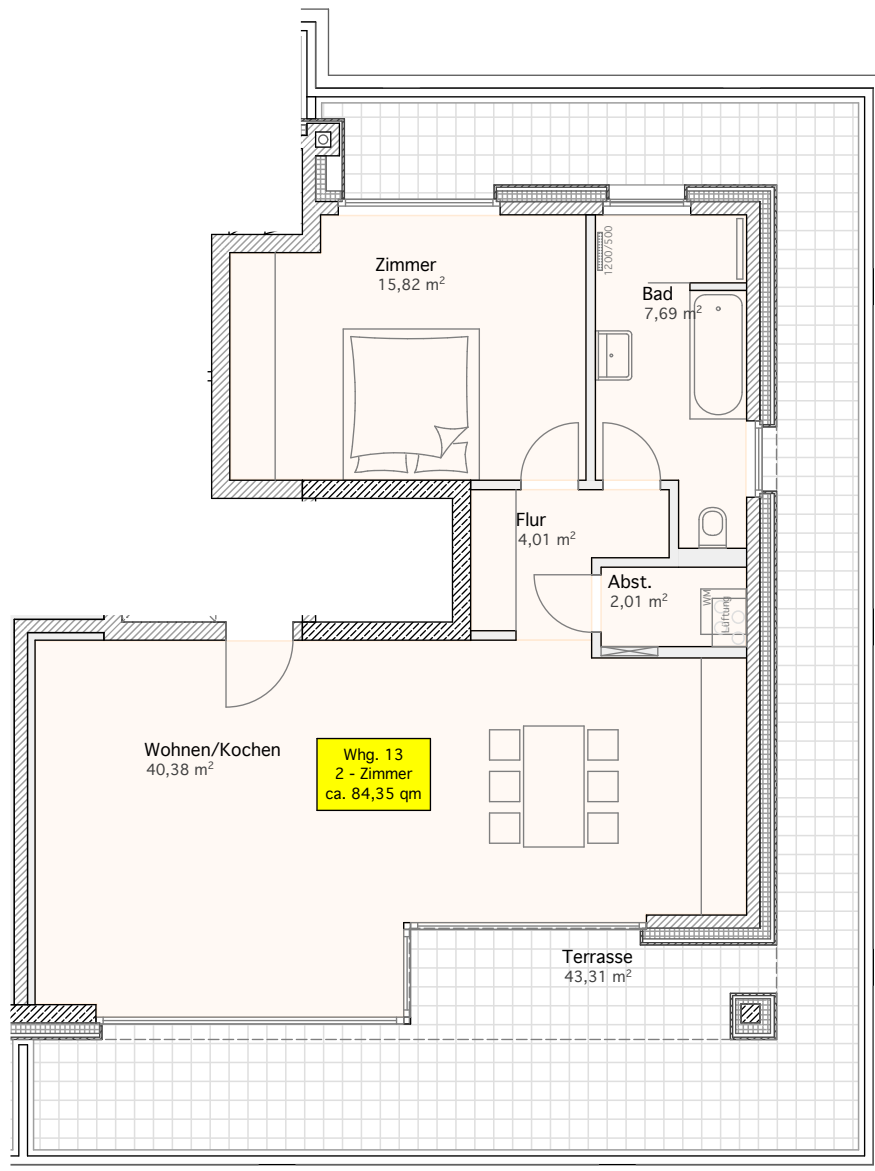 Zimmer
15,82 m²
1200/500
Bad
7,69 m²
Flur
4,01 m²
Abst.
2,01 m²
WM
Lüftung
Wohnen/Kochen
40,38 m²
Whg. 13
2 - Zimmer
ca. 84,35 qm
Terrasse
43,31 m²